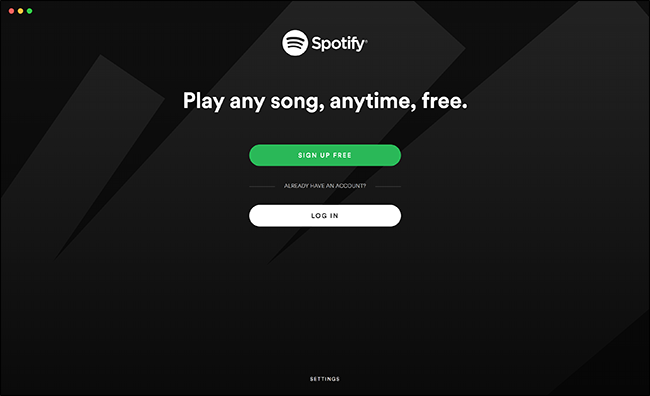 Spotify®
Play any song, anytime, free.
SIGN UP FREE
ALREADY HAVE AN ACCOUNT?
LOG IN
SETTINGS